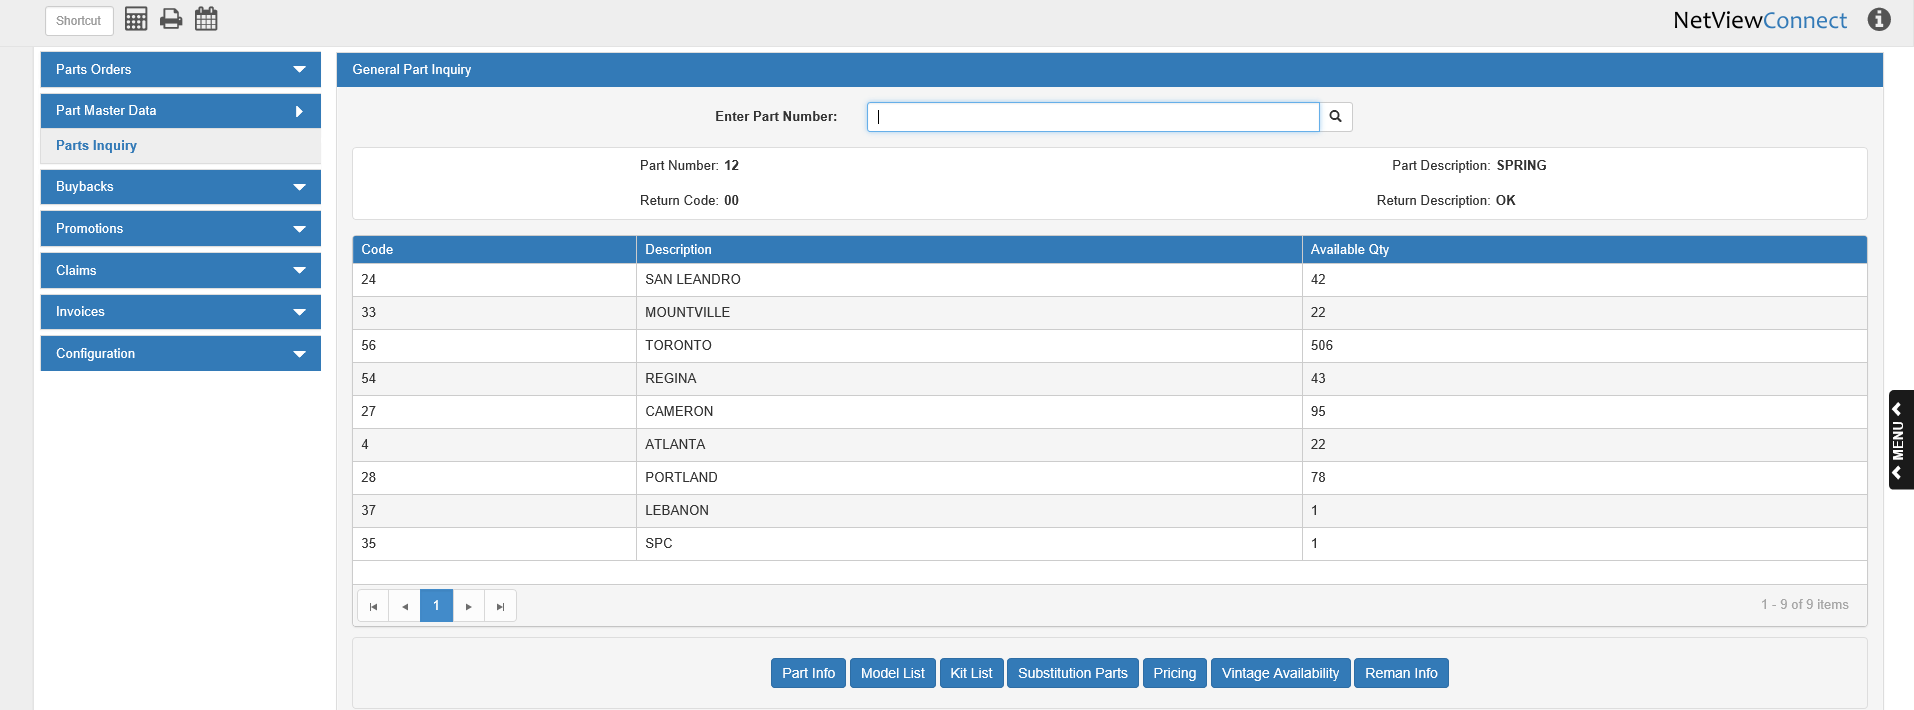 Shortcut
NetViewConnect
Parts Orders
Part Master Data
Parts Inquiry
Buybacks
Promotions
Claims
Invoices
Configuration
General Part Inquiry
Enter Part Number:
Part Number: 12 Part Description: SPRING
Return Code: 00 Return Description: OK
Code Description Available Qty
24 SAN LEANDRO 42
33 MOUNTVILLE 22
56 TORONTO 506
54 REGINA 43
27 CAMERON 95
4 ATLANTA 22
28 PORTLAND 78
37 LEBANON 1
35 SPC 1
1 1 - 9 of 9 items
Part Info Model List Kit List Substitution Parts Pricing Vintage Availability Reman Info
MENU